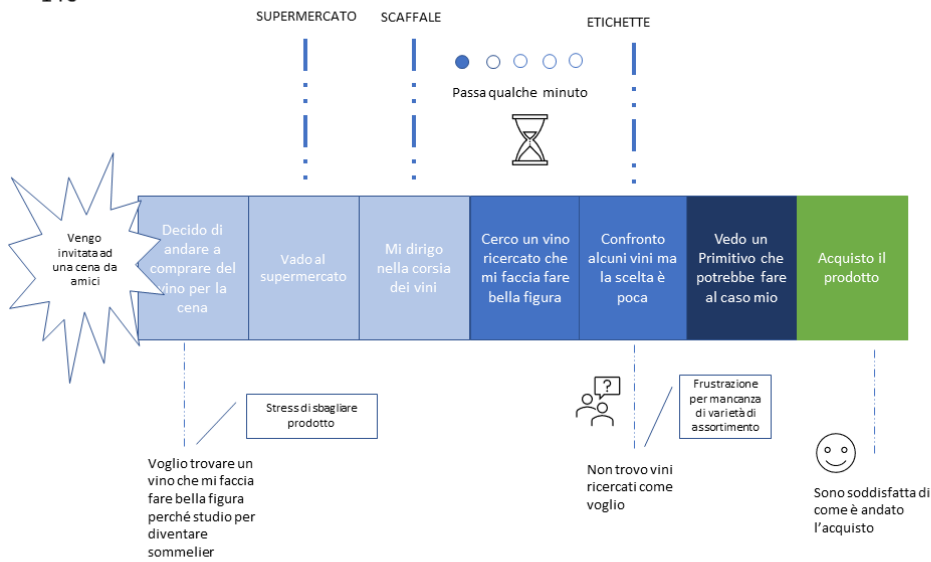 SUPERMERCATO
SCAFFALE
ETICHETTE
Passa qualche minuto
Vengo
invitata ad
una cena da
amici
Decido di
andare a
comprare del
vino per la
cena
Vado al
supermercato
Mi dirigo
nella corsia
dei vini
Cerco un vino
ricercato che
mi faccia fare
bella figura
Confronto
alcuni vini ma
la scelta è
poca
Vedo un
Primitivo che
potrebbe fare
al caso mio
Acquisto il
prodotto
Stress di sbagliare
prodotto
Voglio trovare un
vino che mi faccia
fare bella figura
perché studio per
diventare
sommelier
?
Frustrazione
per mancanza
di varietà di
assortimento
Non trovo vini
ricercati come
voglio
Sono soddisfatta di
come è andato
l'acquisto